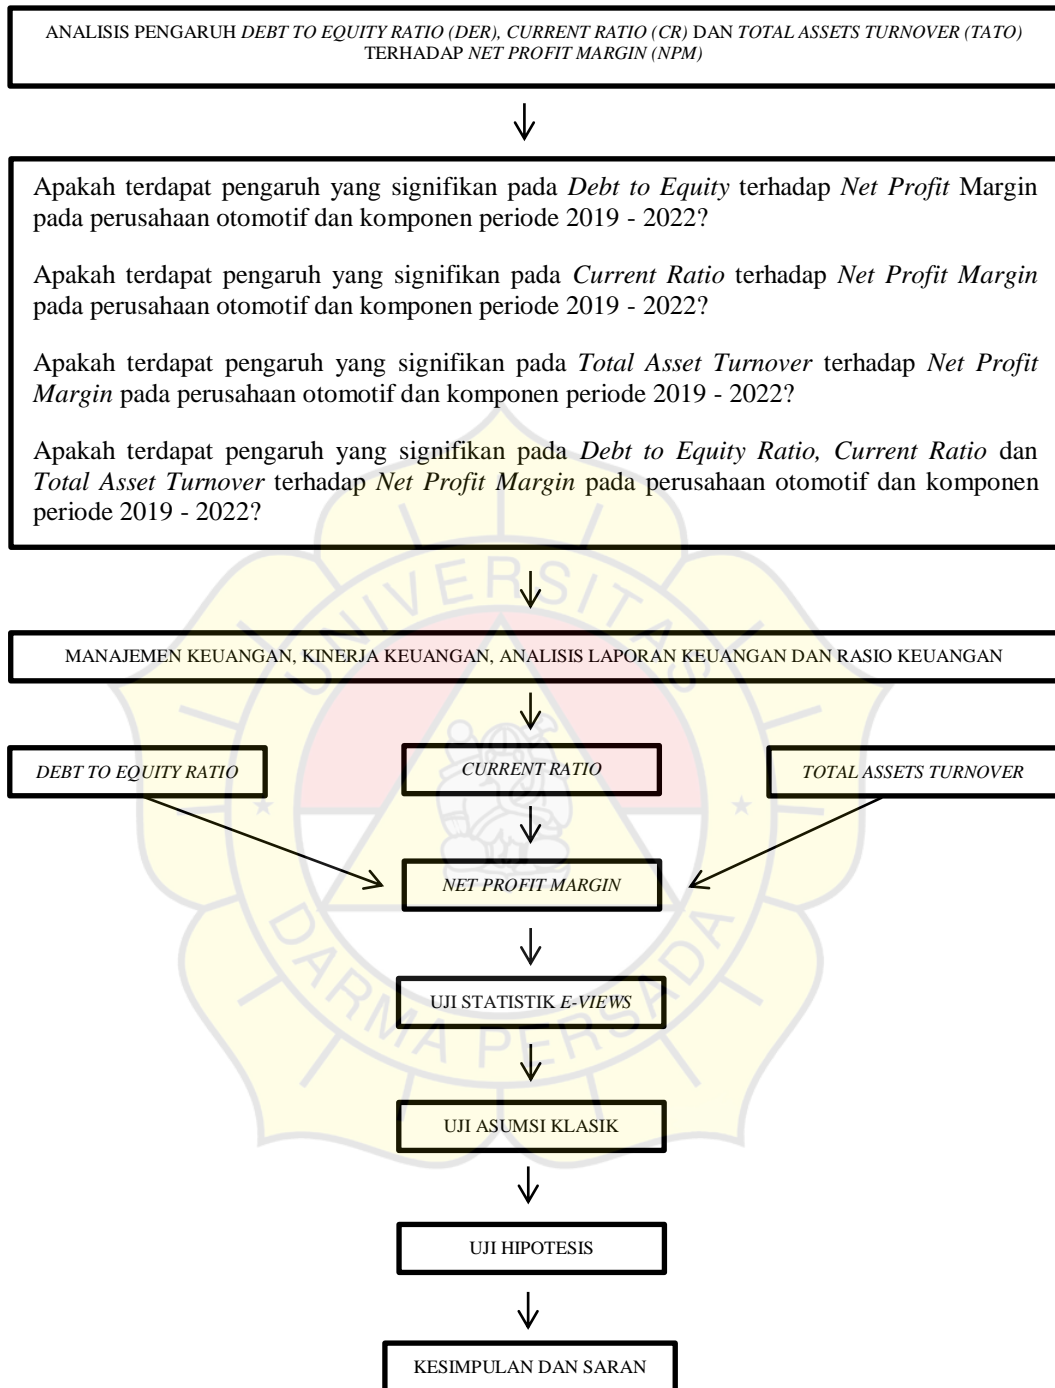 ANALISIS PENGARUH DEBT TO EQUITY RATIO (DER), CURRENT RATIO (CR) DAN TOTAL ASSETS TURNOVER (TATO)
TERHADAP NET PROFIT MARGIN (NPM)
Apakah terdapat pengaruh yang signifikan pada Debt to Equity terhadap Net Profit Margin
pada perusahaan otomotif dan komponen periode 2019 - 2022?
Apakah terdapat pengaruh yang signifikan pada Current Ratio terhadap Net Profit Margin
pada perusahaan otomotif dan komponen periode 2019 - 2022?
Apakah terdapat pengaruh yang signifikan pada Total Asset Turnover terhadap Net Profit
Margin pada perusahaan otomotif dan komponen periode 2019 - 2022?
Apakah terdapat pengaruh yang signifikan pada Debt to Equity Ratio, Current Ratio dan
Total Asset Turnover terhadap Net Profit Margin pada perusahaan otomotif dan komponen
periode 2019 - 2022?
UNIVERSITAS
MANAJEMEN KEUANGAN, KINERJA KEUANGAN, ANALISIS LAPORAN KEUANGAN DAN RASIO KEUANGAN
DEBT TO EQUITY RATIO
CURRENT RATIO
TOTAL ASSETS TURNOVER
NET PROFIT MARGIN
UJI STATISTIK E-VIEWS
DARMA PERSADA
UJI ASUMSI KLASIK
UJI HIPOTESIS
KESIMPULAN DAN SARAN